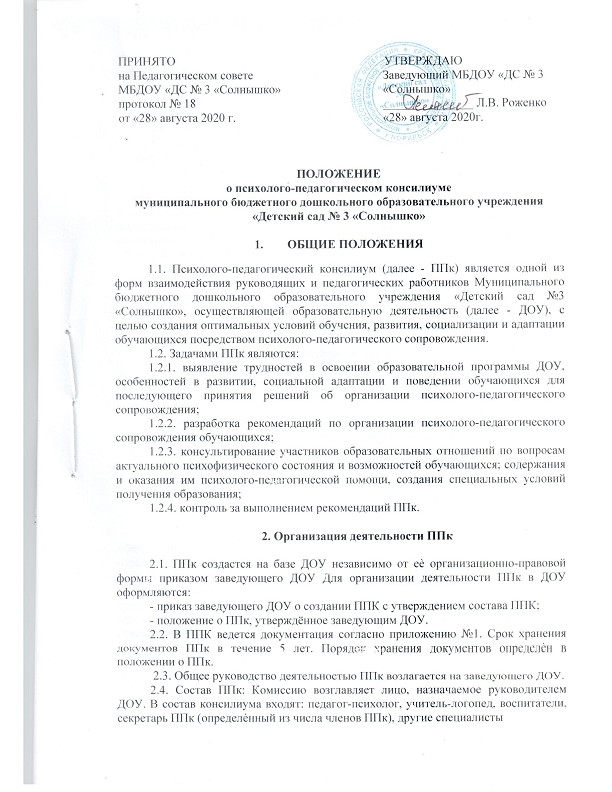 ПРИНЯТО
на Педагогическом совете
МБДОУ «ДС № 3 «Солнышко»
протокол № 18
от «28» августа 2020 г.
УТВЕРЖДАЮ
Заведующий МБДОУ «ДС № 3
«Солнышко»
Л.В. Роженко
«28» августа 2020г.
ПОЛОЖЕНИЕ
о психолого-педагогическом консилиуме
муниципального бюджетного дошкольного образовательного учреждения
«Детский сад № 3 «Солнышко»
1. ОБЩИЕ ПОЛОЖЕНИЯ
1.1. Психолого-педагогический консилиум (далее - ППк) является одной из
форм взаимодействия руководящих и педагогических работников Муниципального
бюджетного дошкольного образовательного учреждения «Детский сад №3
«Солнышко», осуществляющей образовательную деятельность (далее - ДОУ), с
целью создания оптимальных условий обучения, развития, социализации и адаптации
обучающихся посредством психолого-педагогического сопровождения.
1.2. Задачами ППк являются:
1.2.1. выявление трудностей в освоении образовательной программы ДОУ,
особенностей в развитии, социальной адаптации и поведении обучающихся для
последующего принятия решений об организации психолого-педагогического
сопровождения;
1.2.2. разработка рекомендаций по организации психолого-педагогического
сопровождения обучающихся;
1.2.3. консультирование участников образовательных отношений по вопросам
актуального психофизического состояния и возможностей обучающихся; содержания
и оказания им психолого-педагогической помощи, создания специальных условий
получения образования;
1.2.4. контроль за выполнением рекомендаций ППк.
2. Организация деятельности ППк
2.1. ППк создается на базе ДОУ независимо от её организационно-правовой
формы приказом заведующего ДОУ Для организации деятельности ППк в ДОУ
оформляются:
- приказ заведующего ДОУ о создании ППК с утверждением состава ППК;
- положение о ППк, утверждённое заведующим ДОУ.
2.2. В ППК ведется документация согласно приложению №1. Срок хранения
документов ППк в течение 5 лет. Порядок хранения документов определён в
положении о ППк.
2.3. Общее руководство деятельностью ППк возлагается на заведующего ДОУ.
2.4. Состав ППк: Комиссию возглавляет лицо, назначаемое руководителем
ДОУ. В состав консилиума входят: педагог-психолог, учитель-логопед, воспитатели,
секретарь ППк (определённый из числа членов ППк), другие специалисты